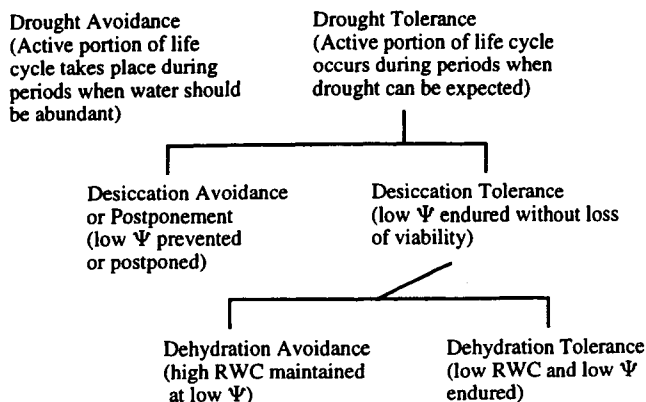 Drought Avoidance
(Active portion of life
cycle takes place during
periods when water should
be abundant)
Drought Tolerance
(Active portion of life cycle
occurs during periods when
drought can be expected)
Desiccation Avoidance
or Postponement
(low Ψ prevented
or postponed)
Desiccation Tolerance
(low Ψ endured without loss
of viability)
Dehydration Avoidance
(high RWC maintained
at low Ψ)
Dehydration Tolerance
(low RWC and low Ψ
endured)